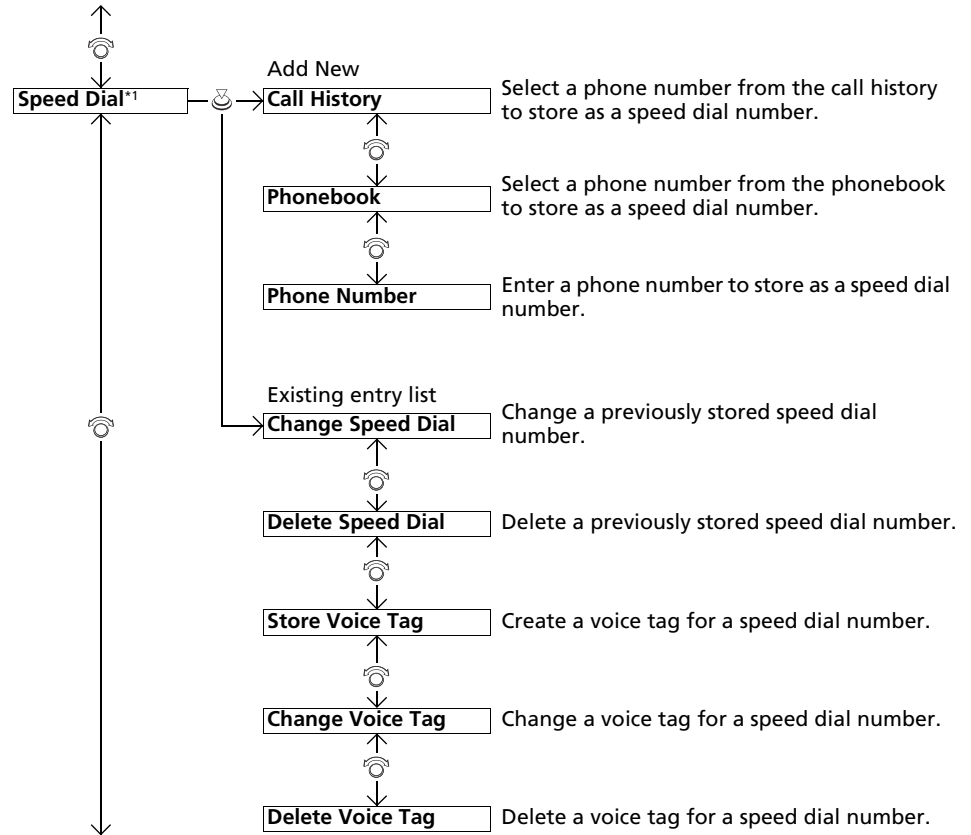 Add New
Speed Dial*1
Call History
Select a phone number from the call history
to store as a speed dial number.
Phonebook
Select a phone number from the phonebook
to store as a speed dial number.
Phone Number
Enter a phone number to store as a speed dial
number.
Existing entry list
Change Speed Dial
Change a previously stored speed dial
number.
Delete Speed Dial
Delete a previously stored speed dial number.
Store Voice Tag
Create a voice tag for a speed dial number.
Change Voice Tag
Change a voice tag for a speed dial number.
Delete Voice Tag
Delete a voice tag for a speed dial number.